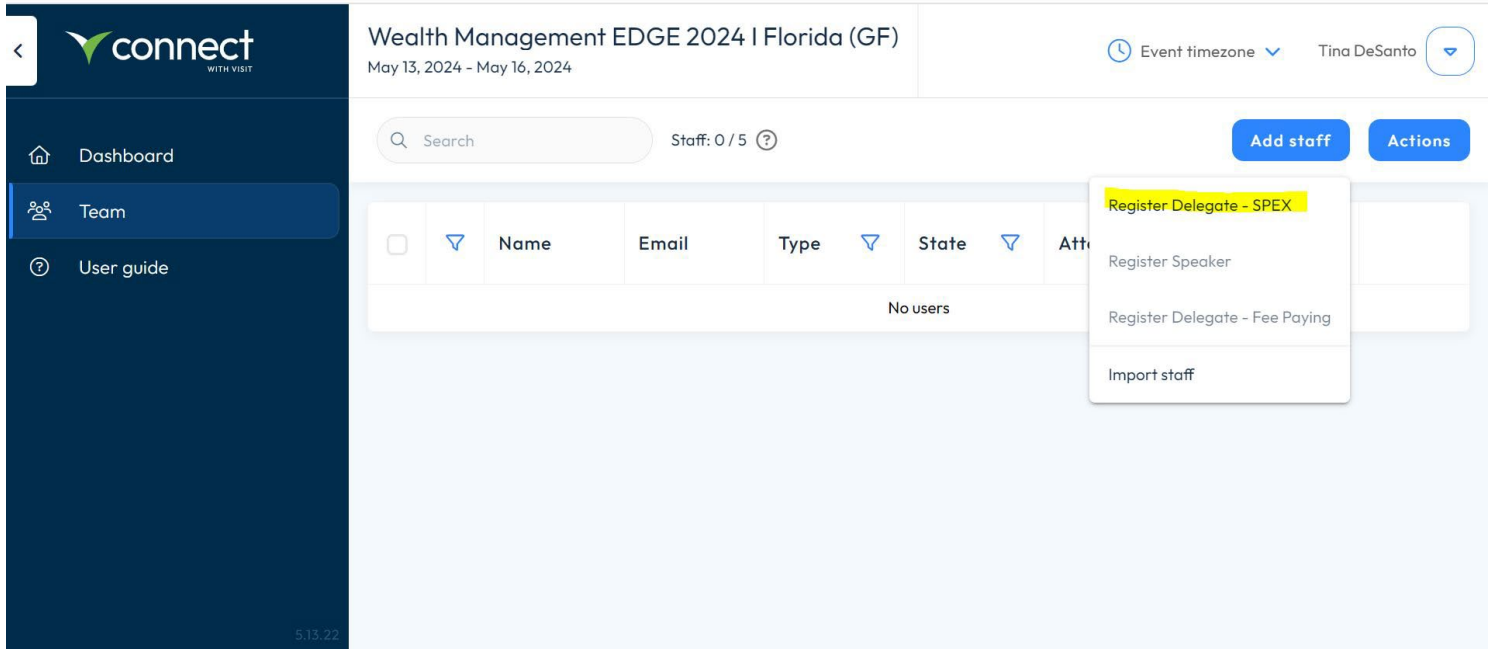 connect
WITH VISIT
Wealth Management EDGE 2024 I Florida (GF)
May 13, 2024 - May 16, 2024
Event timezone
Tina DeSanto
Dashboard
Team
User guide
Search
Staff: 0 / 5
Add staff
Actions
Register Delegate - SPEX
Register Speaker
Register Delegate - Fee Paying
Import staff
Name Email Type State Att
No users
5.13.22